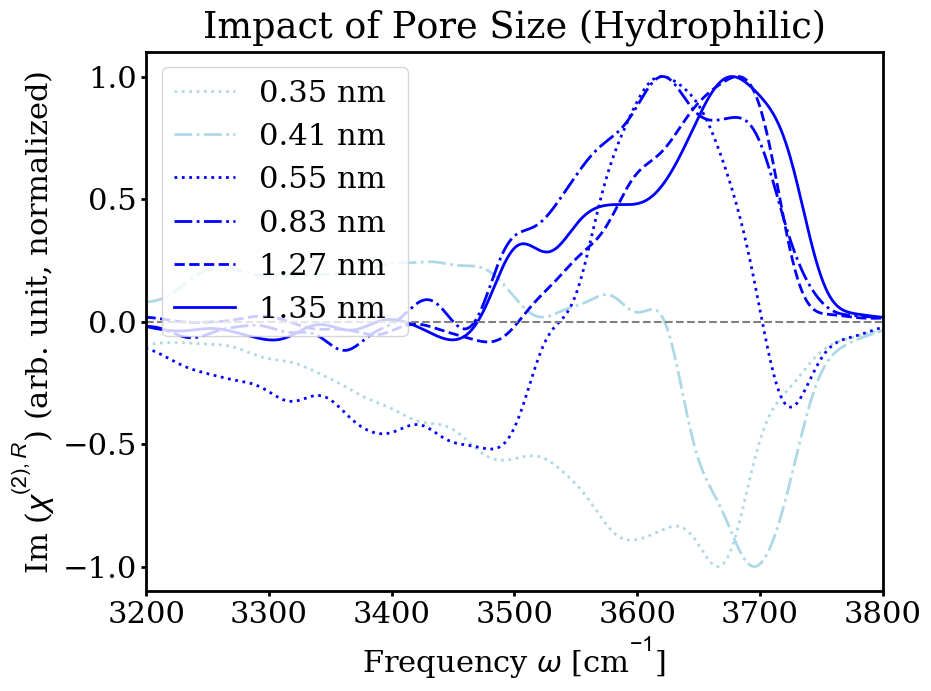 Impact of Pore Size (Hydrophilic)
Im (χ^(2), R) (arb. unit, normalized)
1.0
0.5
0.0
−0.5
−1.0
0.35 nm
0.41 nm
0.55 nm
0.83 nm
1.27 nm
1.35 nm
3200 3300 3400 3500 3600 3700 3800
Frequency ω [cm⁻¹]